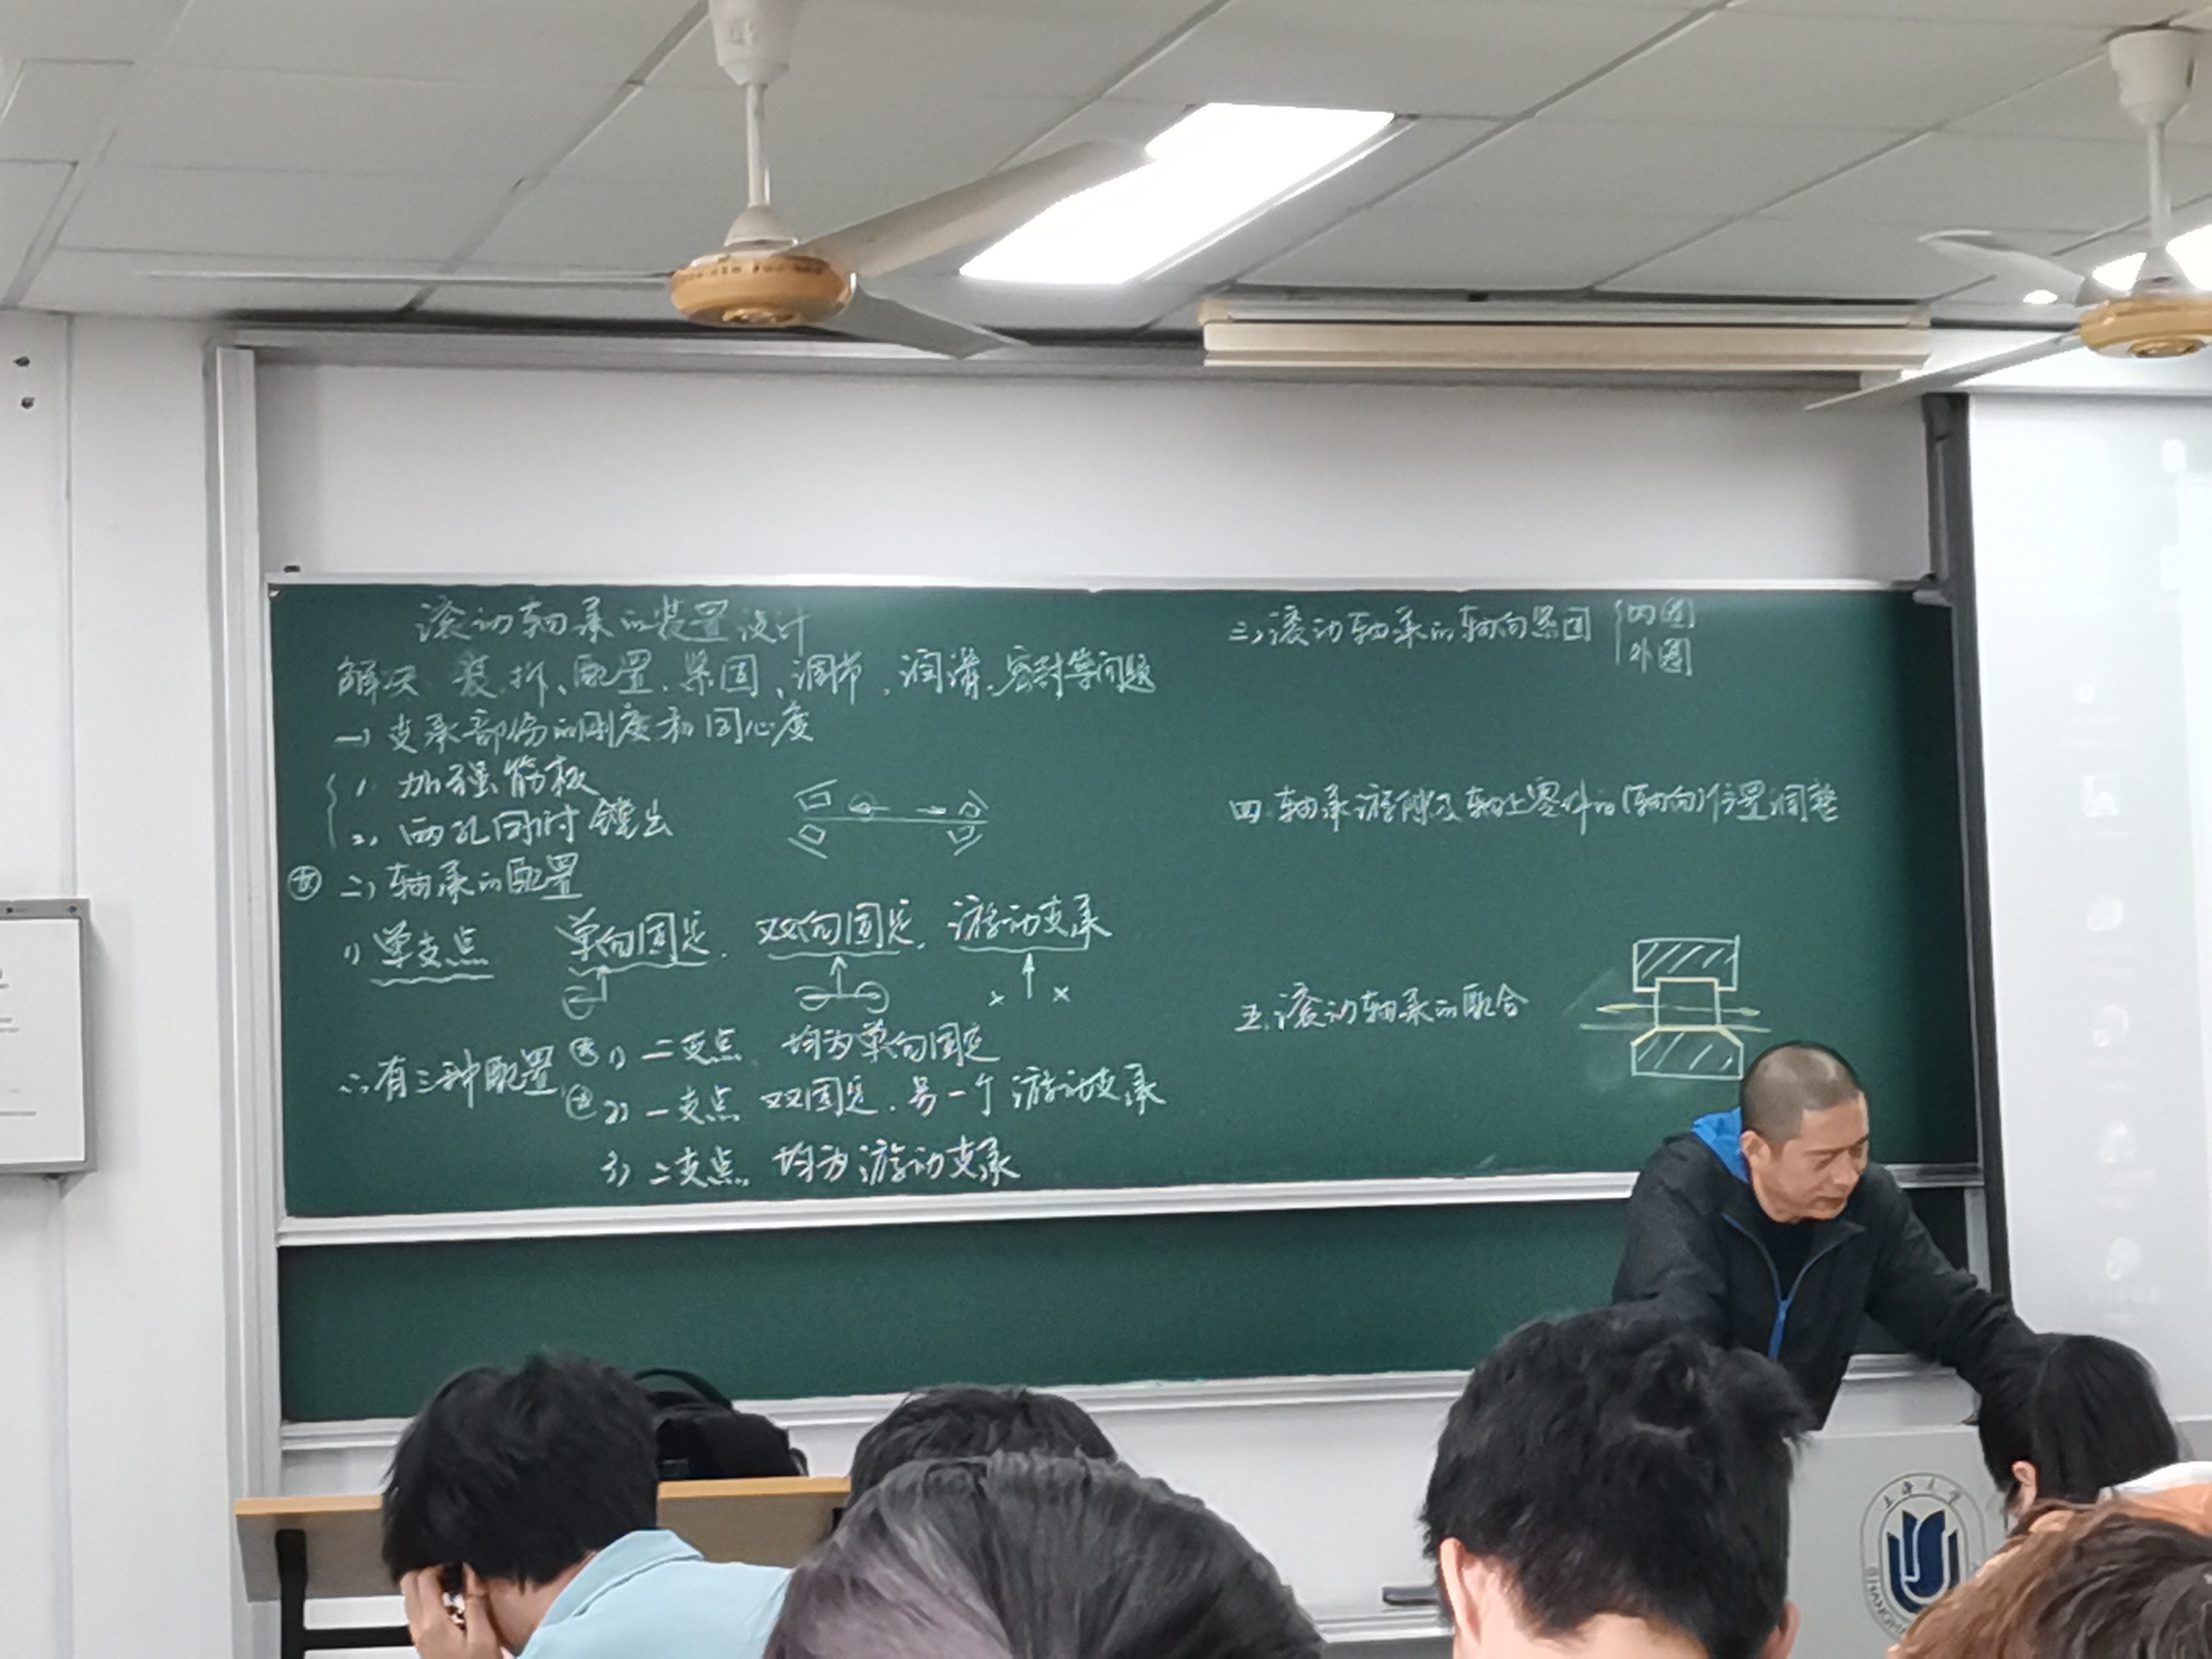 滚动轴承的装置设计
解决 装、拆、配置、紧固、调节、润滑、密封等问题
一、支承部份的刚度和同心度
1. 加强筋板
2. 两孔同时镗出
二、轴承的配置
1) 单支点 单向固定, 双向固定, 游动支承
× ×
∴有三种配置 1) 二支点 均为单向固定
2) 一支点 双固定, 另一个 游动支承
3) 二支点, 均为游动支承
三、滚动轴承的轴向紧固 内圈
外圈
四. 轴承游隙及轴上零件的(轴向)位置调整
五. 滚动轴承的配合
上海大学